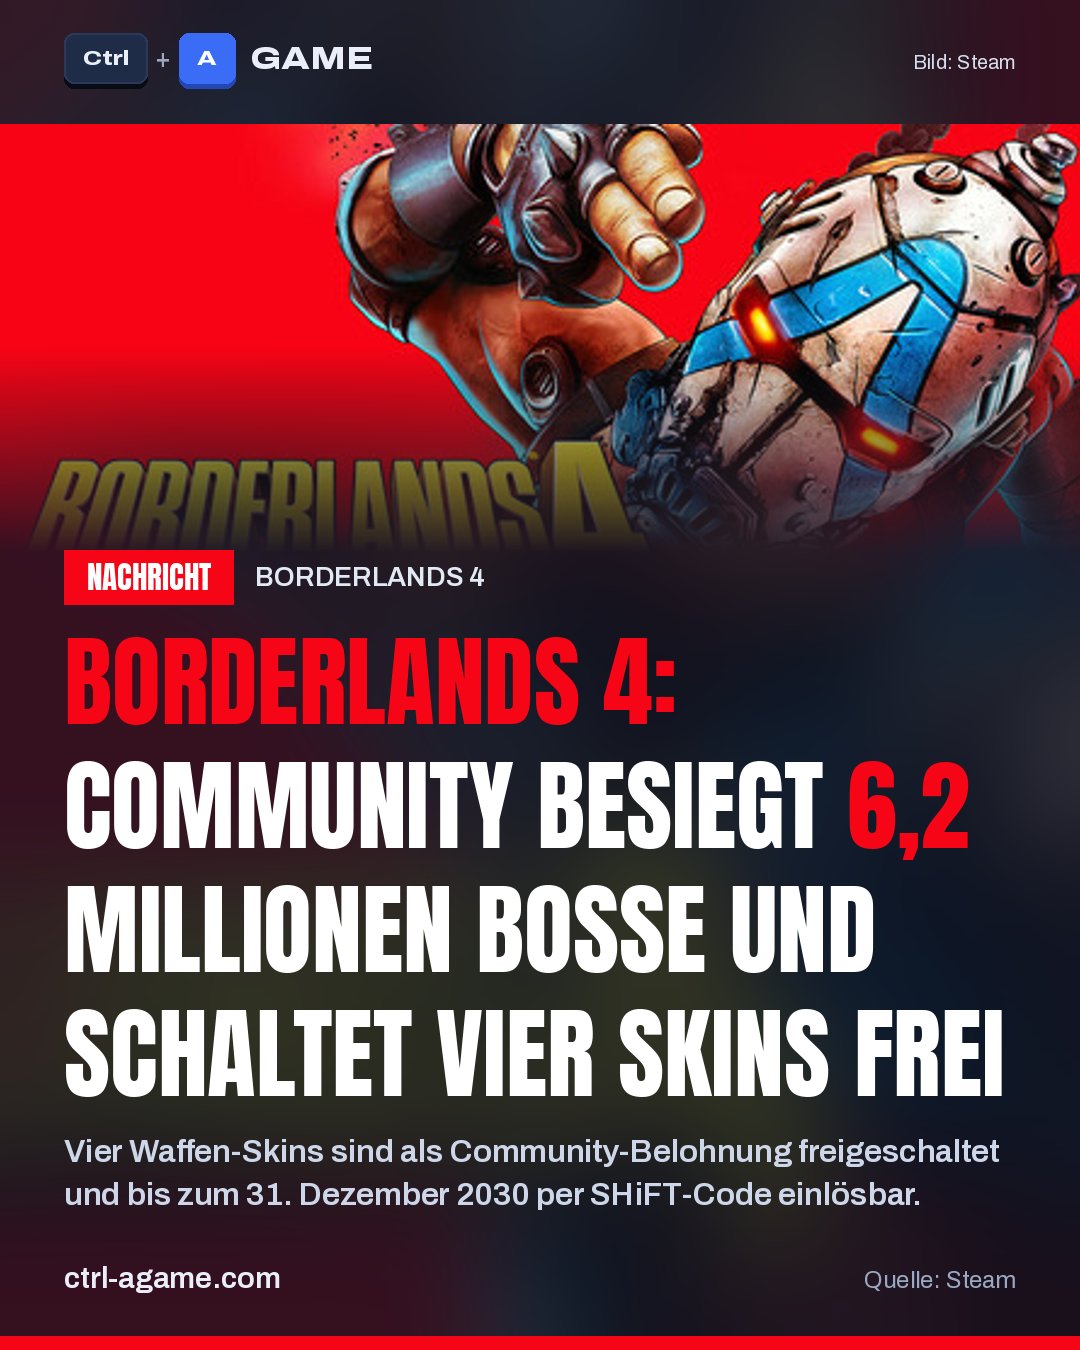 Ctrl + A GAME
Bild: Steam
BORDERLANDS 4
NACHRICHT BORDERLANDS 4
BORDERLANDS 4:
COMMUNITY BESIEGT 6,2
MILLIONEN BOSSE UND
SCHALTET VIER SKINS FREI
Vier Waffen-Skins sind als Community-Belohnung freigeschaltet
und bis zum 31. Dezember 2030 per SHiFT-Code einlösbar.
ctrl-agame.com
Quelle: Steam